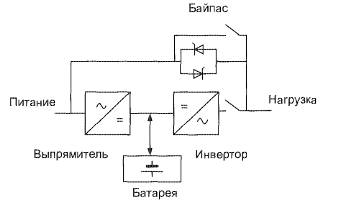 Байпас
Питание
Нагрузка
Выпрямитель
Инвертор
Батарея